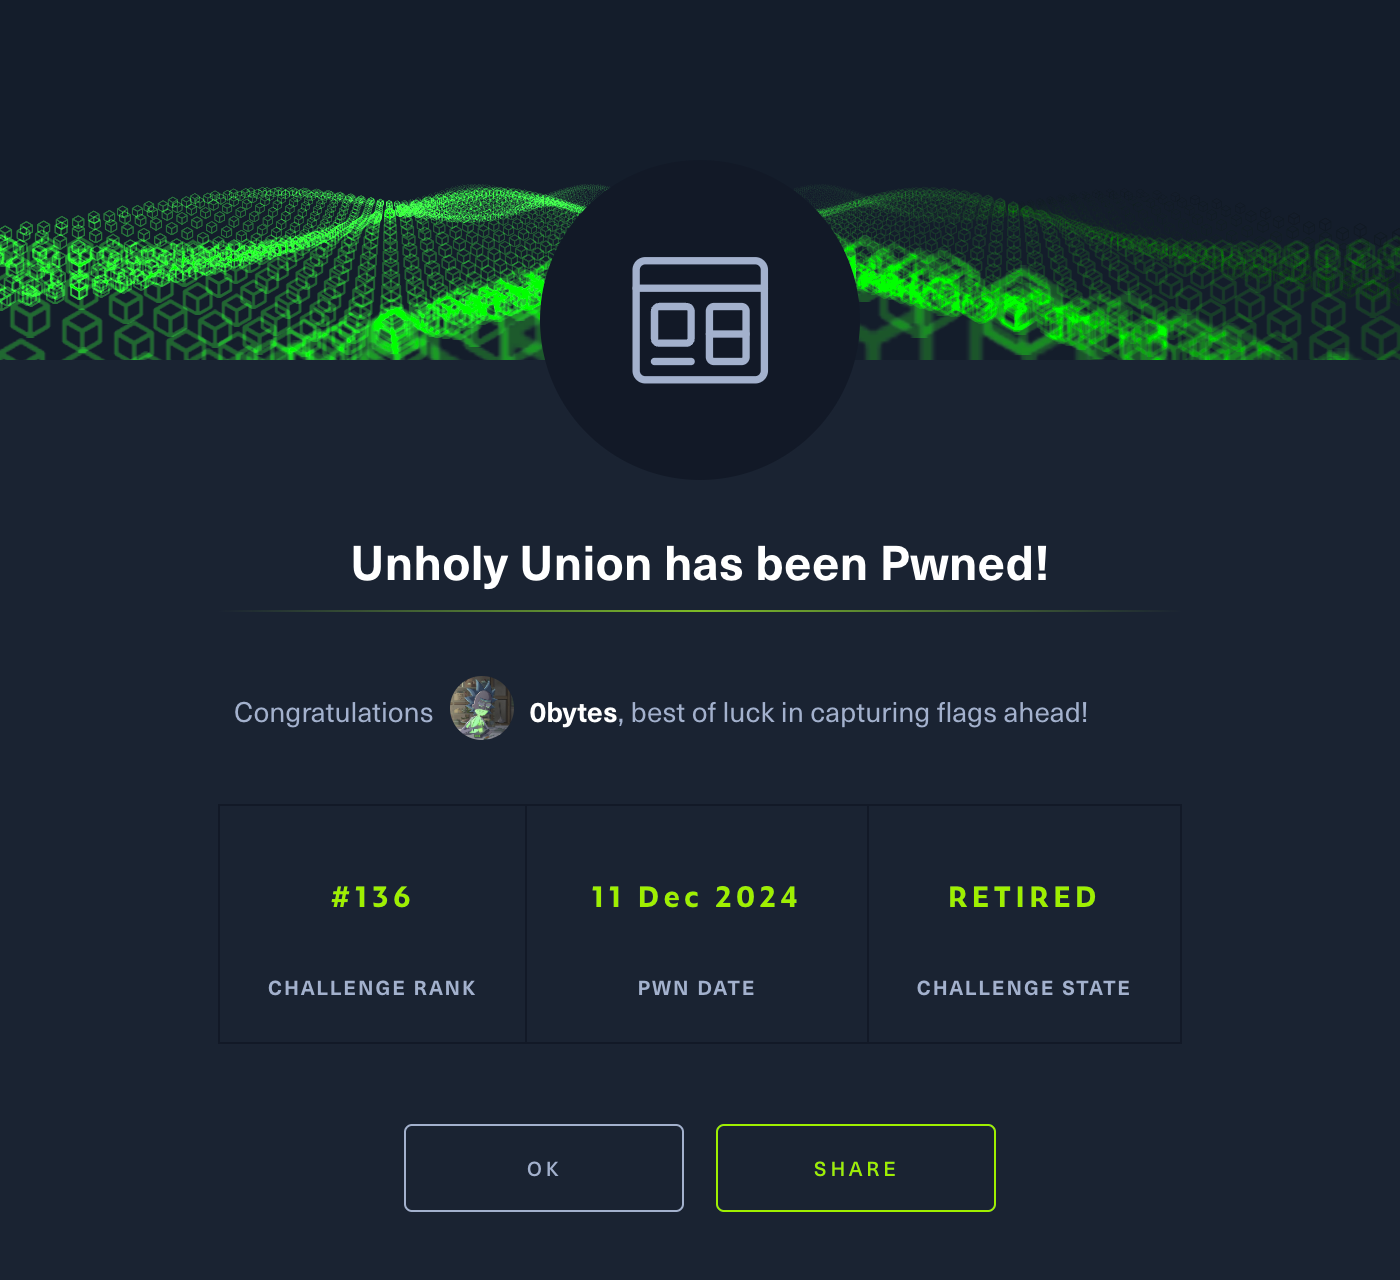 Unholy Union has been Pwned!
Congratulations 0bytes, best of luck in capturing flags ahead!
#136
CHALLENGE RANK
11 Dec 2024
PWN DATE
RETIRED
CHALLENGE STATE
OK
SHARE